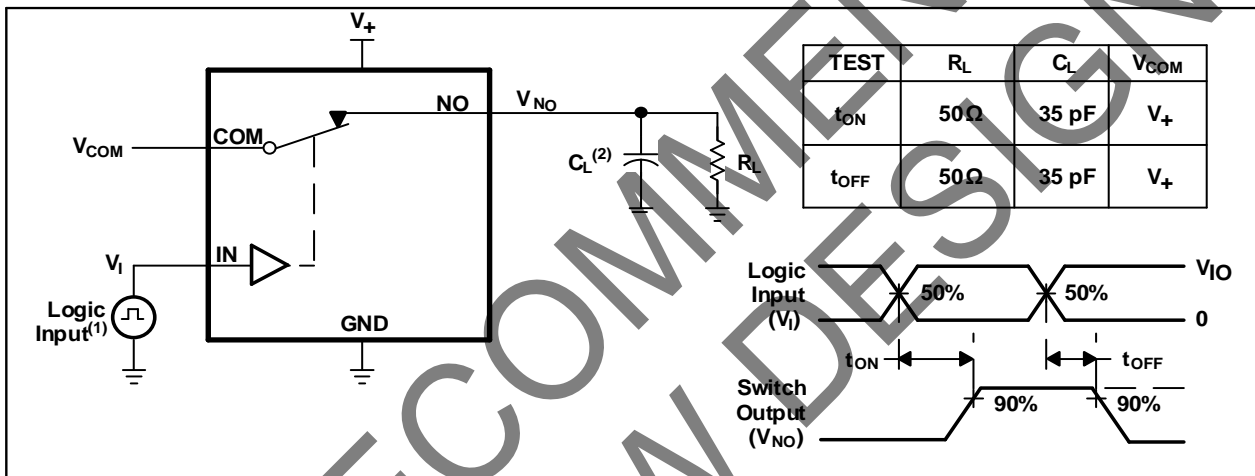 V+
NO
VNO
VCOM
COM
CL(2)
RL
IN
VI
Logic
Input(1)
GND
TEST RL CL VCOM
tON 50Ω 35 pF V+
tOFF 50Ω 35 pF V+
Logic
Input
(VI)
50%
50%
VIO
0
tON
tOFF
Switch
Output
(VNO)
90%
90%
RECOMMEN
W DESIGN